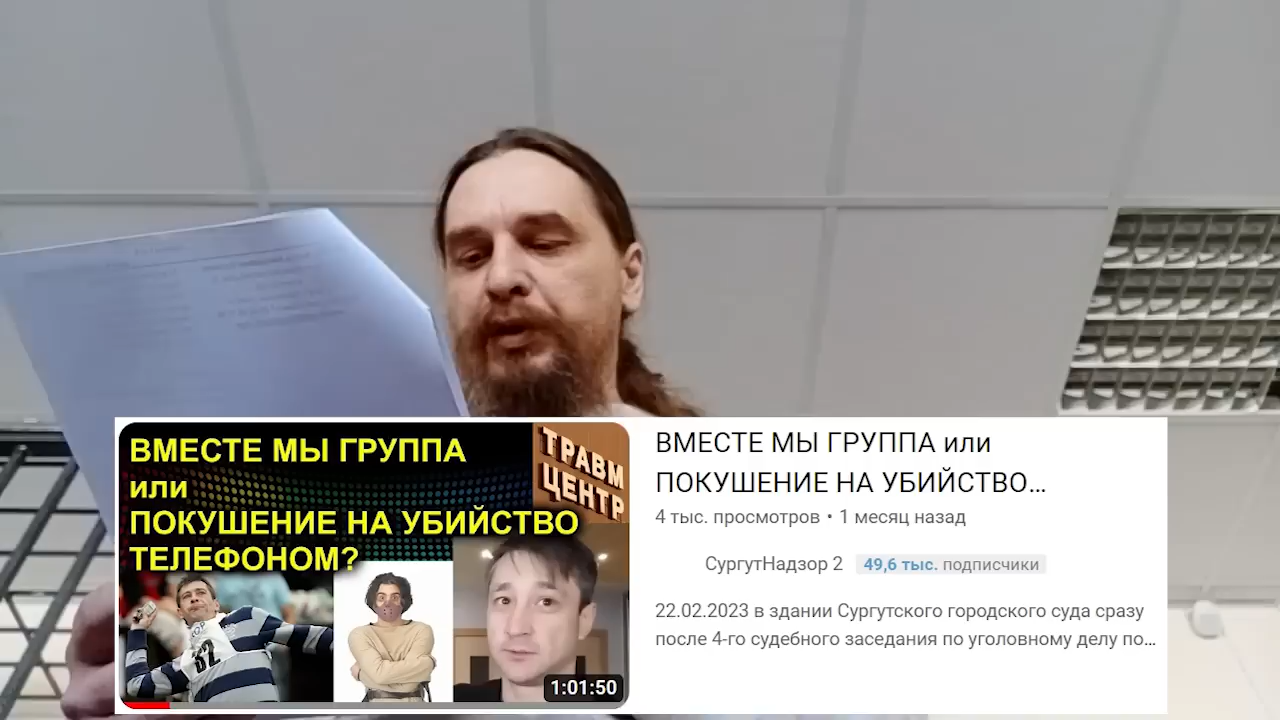 ВМЕСТЕ МЫ ГРУППА
или
ПОКУШЕНИЕ НА УБИЙСТВО
ТЕЛЕФОНОМ?
ТРАВМ
ЦЕНТР
82
1:01:50
ВМЕСТЕ МЫ ГРУППА или
ПОКУШЕНИЕ НА УБИЙСТВО...
4 тыс. просмотров • 1 месяц назад
СургутНадзор 2 49,6 тыс. подписчики
22.02.2023 в здании Сургутского городского суда сразу
после 4-го судебного заседания по уголовному делу по...